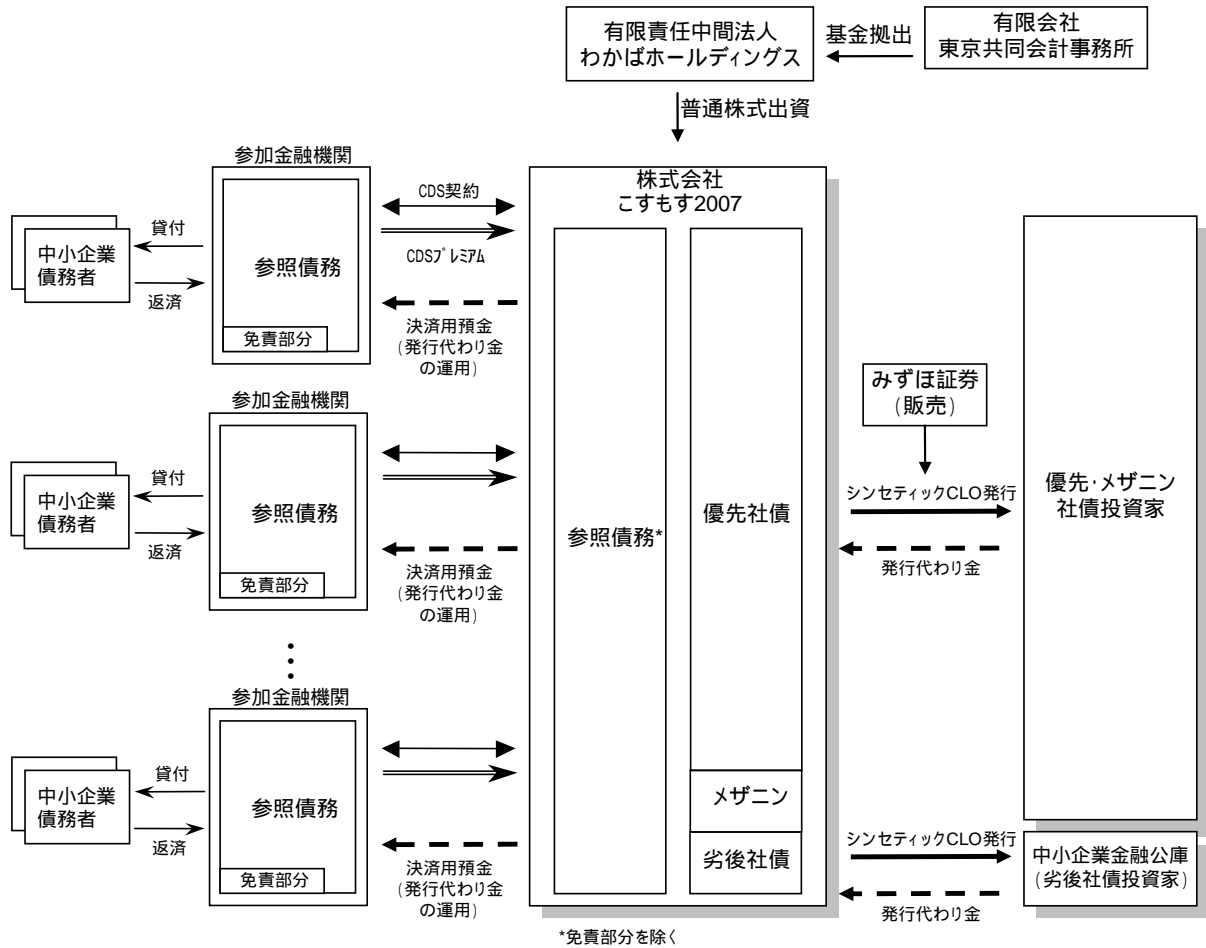 有限責任中間法人
わかばホールディングス
基金拠出
有限会社
東京共同会計事務所
普通株式出資
参加金融機関
参照債務
免責部分
中小企業
債務者
貸付
返済
CDS契約
CDSプレミアム
決済用預金
(発行代わり金
の運用)
株式会社
こすもす2007
参照債務*
優先社債
メザニン
劣後社債
参加金融機関
参照債務
免責部分
中小企業
債務者
貸付
返済
決済用預金
(発行代わり金
の運用)
みずほ証券
(販売)
シンセティックCLO発行
発行代わり金
優先・メザニン
社債投資家
参加金融機関
参照債務
免責部分
中小企業
債務者
貸付
返済
決済用預金
(発行代わり金
の運用)
シンセティックCLO発行
発行代わり金
中小企業金融公庫
(劣後社債投資家)
*免責部分を除く